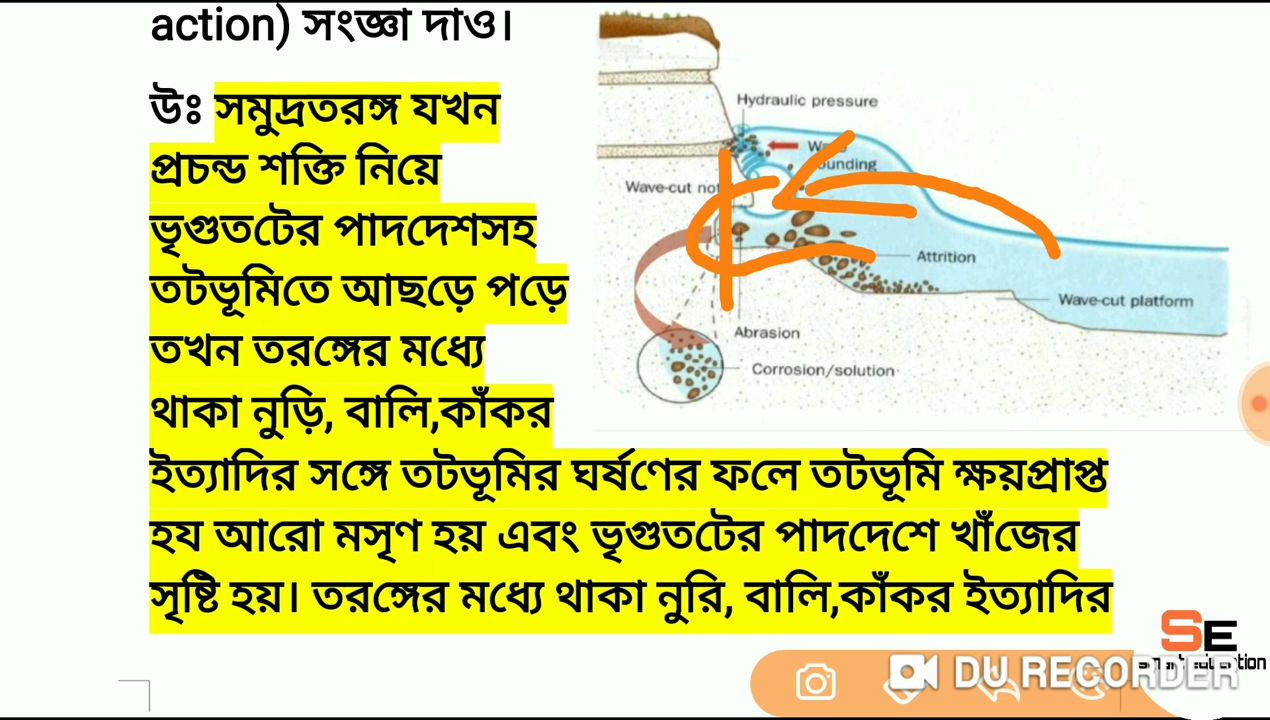 action) সংজ্ঞা দাও।
উঃ সমুদ্রতরঙ্গ যখন
প্রচন্ড শক্তি নিয়ে
ভৃগুতটের পাদদেশসহ
তটভূমিতে আছড়ে পড়ে
তখন তরঙ্গের মধ্যে
থাকা নুড়ি, বালি,কাঁকর
ইত্যাদির সঙ্গে তটভূমির ঘর্ষণের ফলে তটভূমি ক্ষয়প্রাপ্ত
হয আরো মসৃণ হয় এবং ভৃগুতটের পাদদেশে খাঁজের
সৃষ্টি হয়। তরঙ্গের মধ্যে থাকা নুরি, বালি,কাঁকর ইত্যাদির
Hydraulic pressure
Wave-cut
Attrition
Wave-cut platform
Abrasion
Corrosion/solution
SE
smart education
DU RECORDER